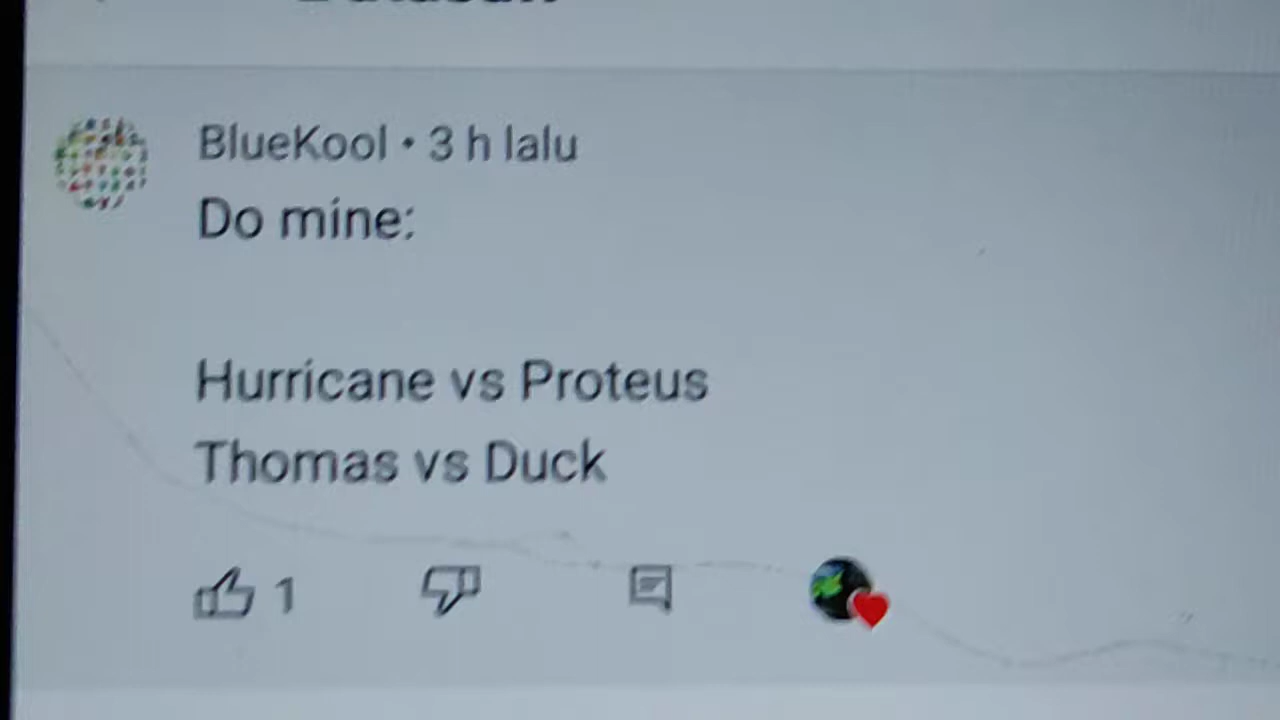 BlueKool • 3 h lalu
Do mine:
Hurricane vs Proteus
Thomas vs Duck
1